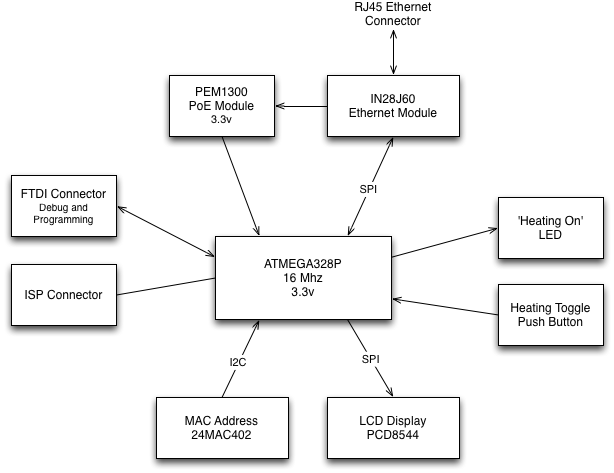 RJ45 Ethernet
Connector
PEM1300
PoE Module
3.3v
IN28J60
Ethernet Module
SPI
FTDI Connector
Debug and
Programming
'Heating On'
LED
ATMEGA328P
16 Mhz
3.3v
ISP Connector
Heating Toggle
Push Button
I2C
SPI
MAC Address
24MAC402
LCD Display
PCD8544